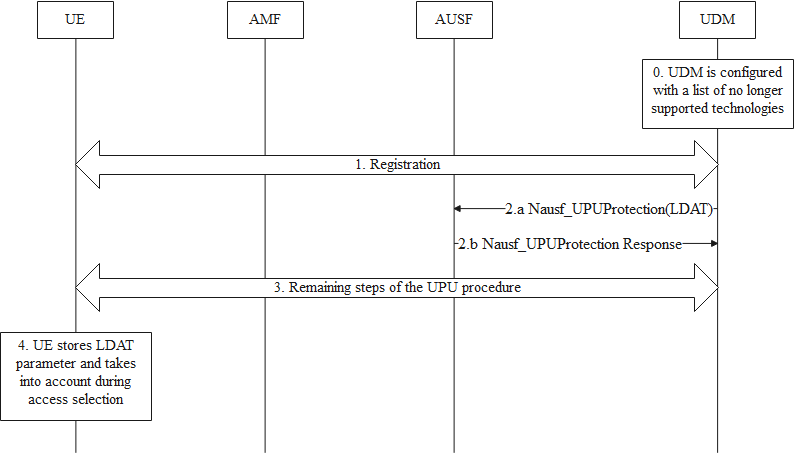 UE
AMF
AUSF
UDM
0. UDM is configured
with a list of no longer
supported technologies
1. Registration
2.a Nausf_UPUProtection(LDAT)
2.b Nausf_UPUProtection Response
3. Remaining steps of the UPU procedure
4. UE stores LDAT
parameter and takes
into account during
access selection